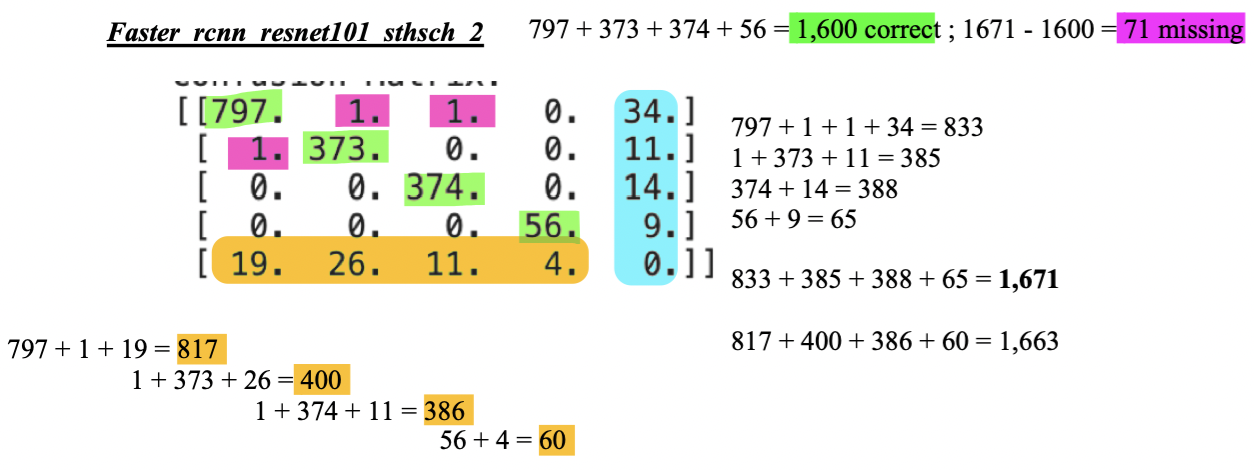 Faster_rcnn_resnet101_sthsch_2 797 + 373 + 374 + 56 = 1,600 correct ; 1671 - 1600 = 71 missing
[[797. 1. 1. 0. 34.]
[ 1. 373. 0. 0. 11.]
[ 0. 0. 374. 0. 14.]
[ 0. 0. 0. 56. 9.]
[ 19. 26. 11. 4. 0.]]
797 + 1 + 1 + 34 = 833
1 + 373 + 11 = 385
374 + 14 = 388
56 + 9 = 65
833 + 385 + 388 + 65 = 1,671
817 + 400 + 386 + 60 = 1,663
797 + 1 + 19 = 817
1 + 373 + 26 = 400
1 + 374 + 11 = 386
56 + 4 = 60